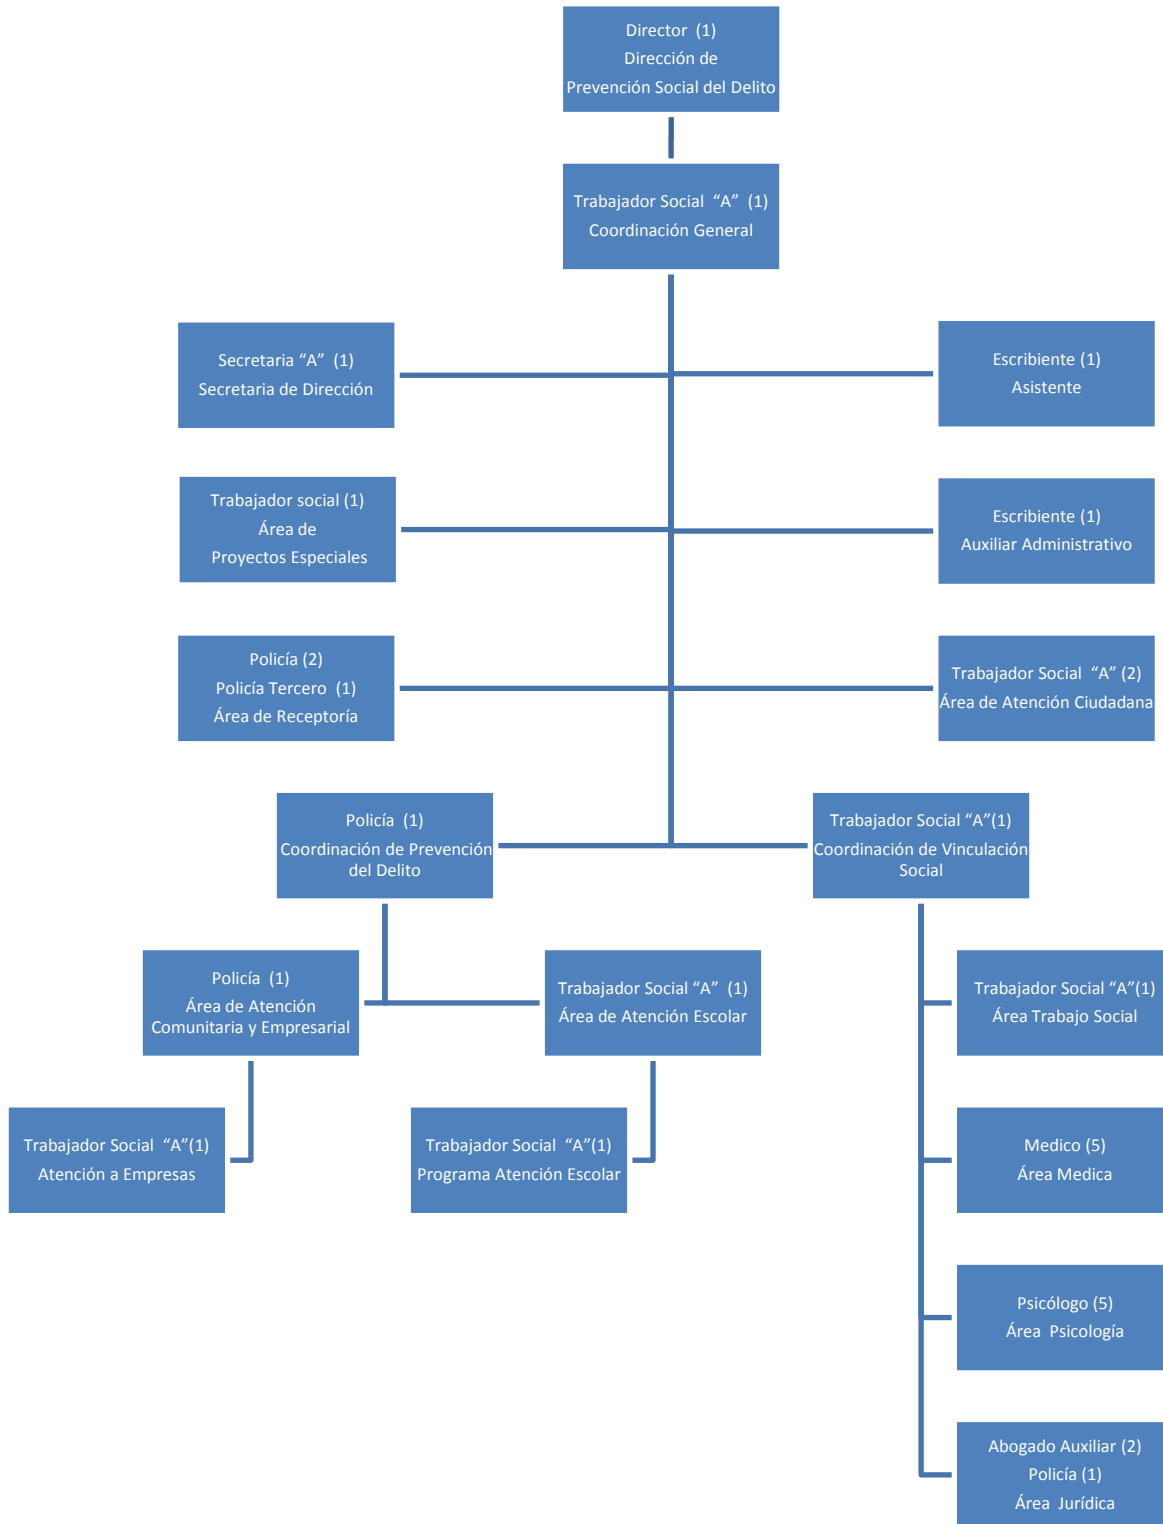 Director  (1)
Dirección de
Prevención Social del Delito
Trabajador Social  “A”  (1)
Coordinación General
Secretaria “A”  (1)
Secretaria de Dirección
Escribiente (1)
Asistente
Trabajador social (1)
Área de
Proyectos Especiales
Escribiente (1)
Auxiliar Administrativo
Policía (2)
Policía Tercero  (1)
Área de Receptoría
Trabajador Social  “A” (2)
Área de Atención Ciudadana
Policía  (1)
Coordinación de Prevención
del Delito
Trabajador Social “A”(1)
Coordinación de Vinculación
Social
Policía  (1)
Área de Atención
Comunitaria y Empresarial
Trabajador Social “A”  (1)
Área de Atención Escolar
Trabajador Social “A”(1)
Área Trabajo Social
Trabajador Social  “A”(1)
Atención a Empresas
Trabajador Social  “A”(1)
Programa Atención Escolar
Medico (5)
Área Medica
Psicólogo (5)
Área  Psicología
Abogado Auxiliar (2)
Policía (1)
Área  Jurídica